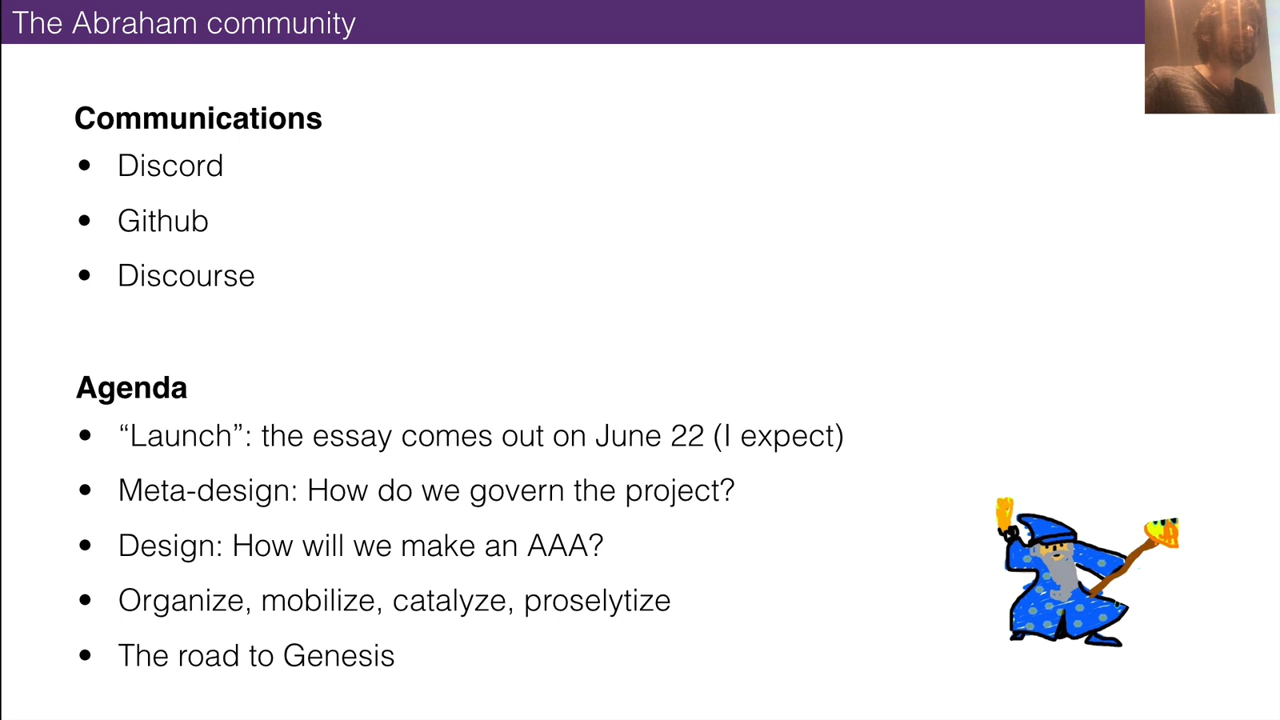 The Abraham community
Communications
• Discord
• Github
• Discourse
Agenda
• “Launch”: the essay comes out on June 22 (I expect)
• Meta-design: How do we govern the project?
• Design: How will we make an AAA?
• Organize, mobilize, catalyze, proselytize
• The road to Genesis